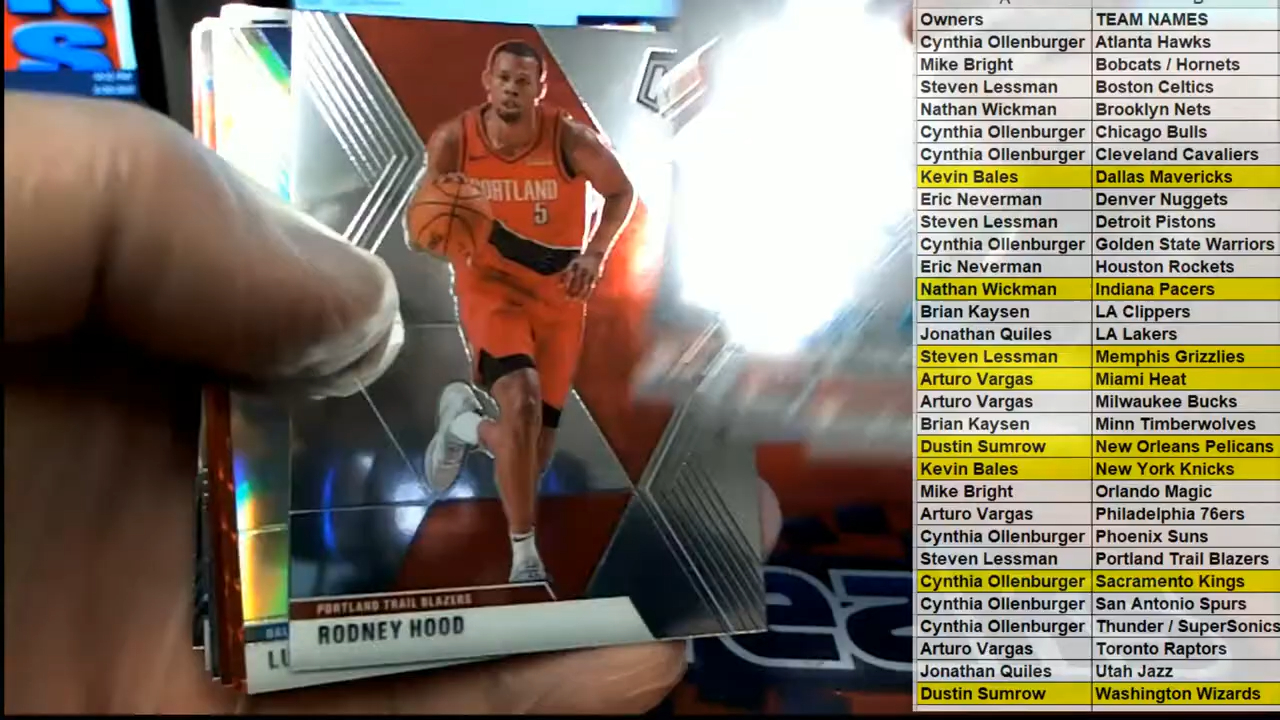 KS
PORTLAND
5
PORTLAND TRAIL BLAZERS
RODNEY HOOD
LU
Owners TEAM NAMES
Cynthia Ollenburger Atlanta Hawks
Mike Bright Bobcats / Hornets
Steven Lessman Boston Celtics
Nathan Wickman Brooklyn Nets
Cynthia Ollenburger Chicago Bulls
Cynthia Ollenburger Cleveland Cavaliers
Kevin Bales Dallas Mavericks
Eric Neverman Denver Nuggets
Steven Lessman Detroit Pistons
Cynthia Ollenburger Golden State Warriors
Eric Neverman Houston Rockets
Nathan Wickman Indiana Pacers
Brian Kaysen LA Clippers
Jonathan Quiles LA Lakers
Steven Lessman Memphis Grizzlies
Arturo Vargas Miami Heat
Arturo Vargas Milwaukee Bucks
Brian Kaysen Minn Timberwolves
Dustin Sumrow New Orleans Pelicans
Kevin Bales New York Knicks
Mike Bright Orlando Magic
Arturo Vargas Philadelphia 76ers
Cynthia Ollenburger Phoenix Suns
Steven Lessman Portland Trail Blazers
Cynthia Ollenburger Sacramento Kings
Cynthia Ollenburger San Antonio Spurs
Cynthia Ollenburger Thunder / SuperSonics
Arturo Vargas Toronto Raptors
Jonathan Quiles Utah Jazz
Dustin Sumrow Washington Wizards